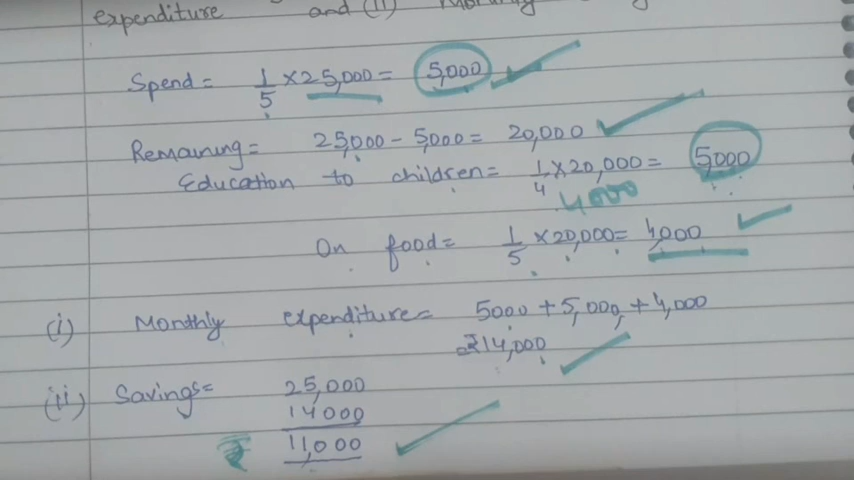 expenditure and (ii)
Spend = 1/5 × 25,000 = 5,000
Remaining = 25,000 - 5,000 = 20,000
Education to children = 1/4 × 20,000 = 5,000
4000
On food = 1/5 × 20,000 = 4,000
(i) Monthly expenditure = 5000 + 5,000, + 4,000
= ₹14,000
(ii) Savings = 25,000
14000
₹ 11,000